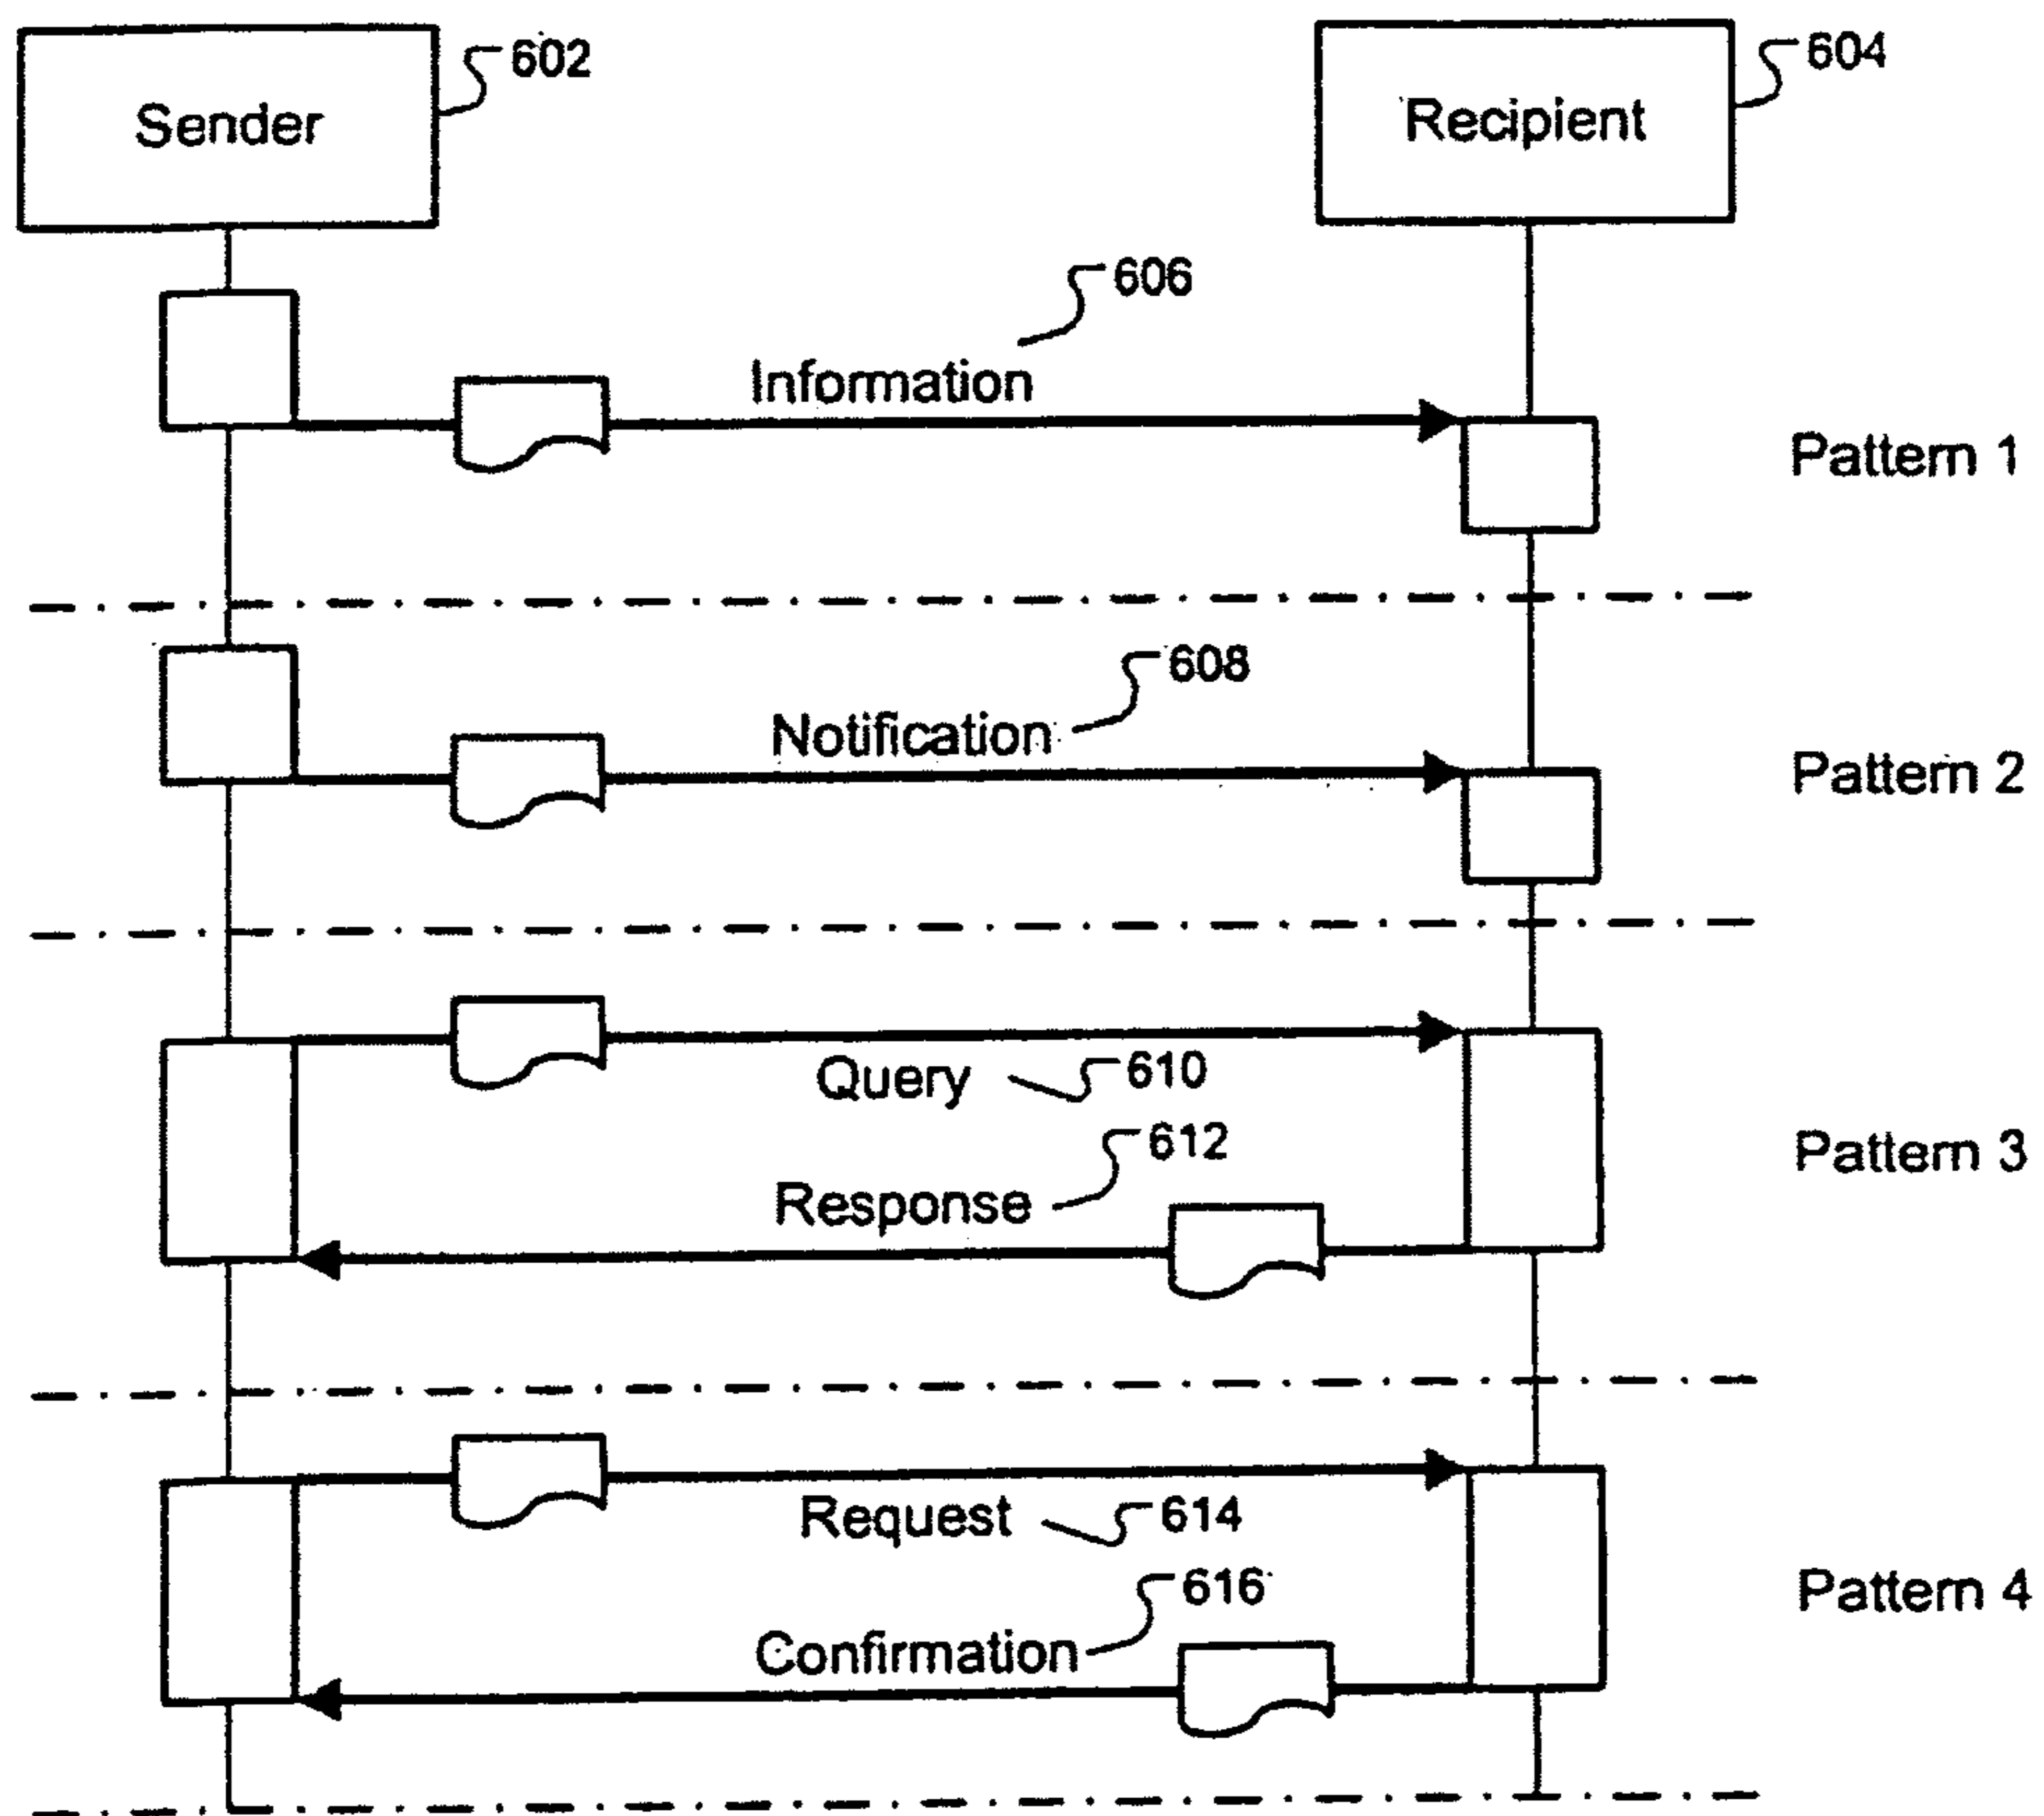 602
604
Sender
Recipient
606
Information
Pattern 1
608
Notification
Pattern 2
Query
610
612
Pattern 3
Response
Request
614
616
Pattern 4
Confirmation